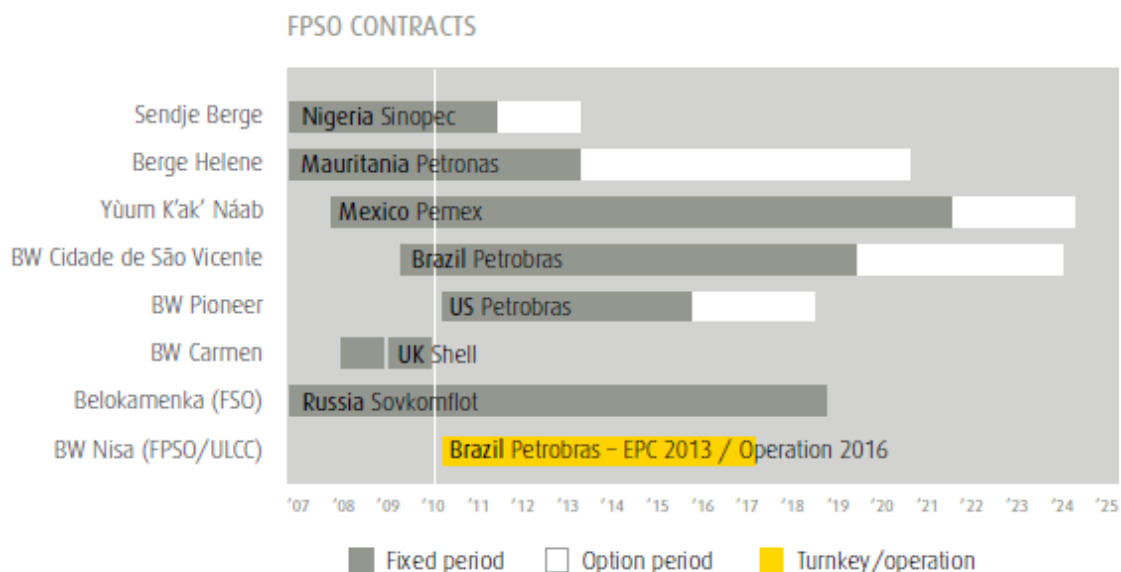 FPSO CONTRACTS
Sendje Berge Nigeria Sinopec
Berge Helene Mauritania Petronas
Yùum K'ak' Náab Mexico Pemex
BW Cidade de São Vicente Brazil Petrobras
BW Pioneer US Petrobras
BW Carmen UK Shell
Belokamenka (FSO) Russia Sovkomflot
BW Nisa (FPSO/ULCC) Brazil Petrobras – EPC 2013 / Operation 2016
'07 '08 '09 '10 '11 '12 '13 '14 '15 '16 '17 '18 '19 '20 '21 '22 '23 '24 '25
Fixed period Option period Turnkey/operation